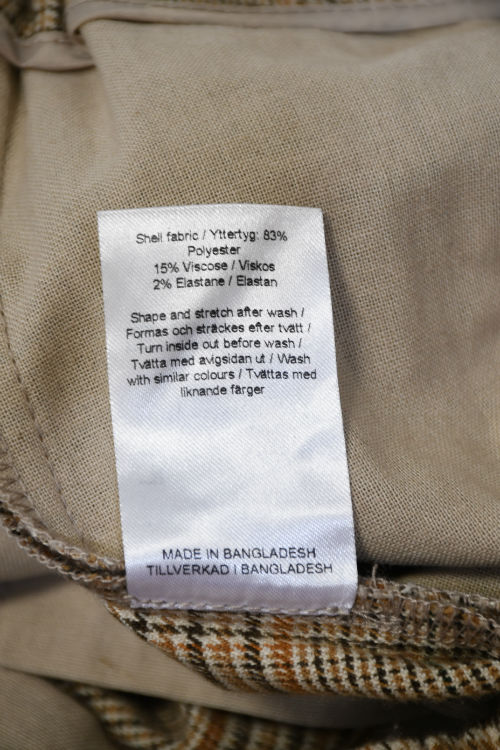 Shell fabric / Yttertyg: 83%
Polyester
15% Viscose / Viskos
2% Elastane / Elastan
Shape and stretch after wash /
Formas och sträckes efter tvätt /
Turn inside out before wash /
Tvätta med avigsidan ut / Wash
with similar colours / Tvättas med
liknande färger
MADE IN BANGLADESH
TILLVERKAD I BANGLADESH